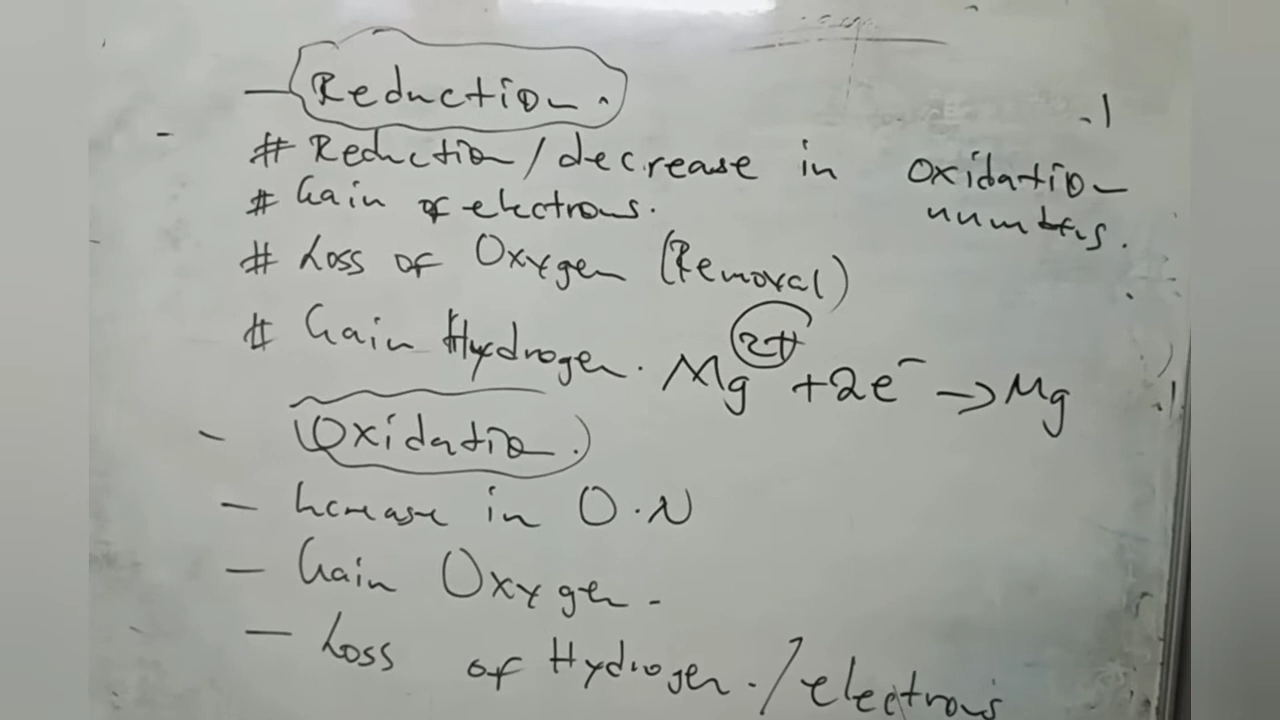 — Reduction.
# Reduction/decrease in oxidation numbers.
# Gain of electrons.
# Loss of Oxygen (Removal)
# Gain Hydrogen. Mg²⁺ + 2e⁻ → Mg
- Oxidation.
- Increase in O.N
- Gain Oxygen.
- Loss of Hydrogen./electrons